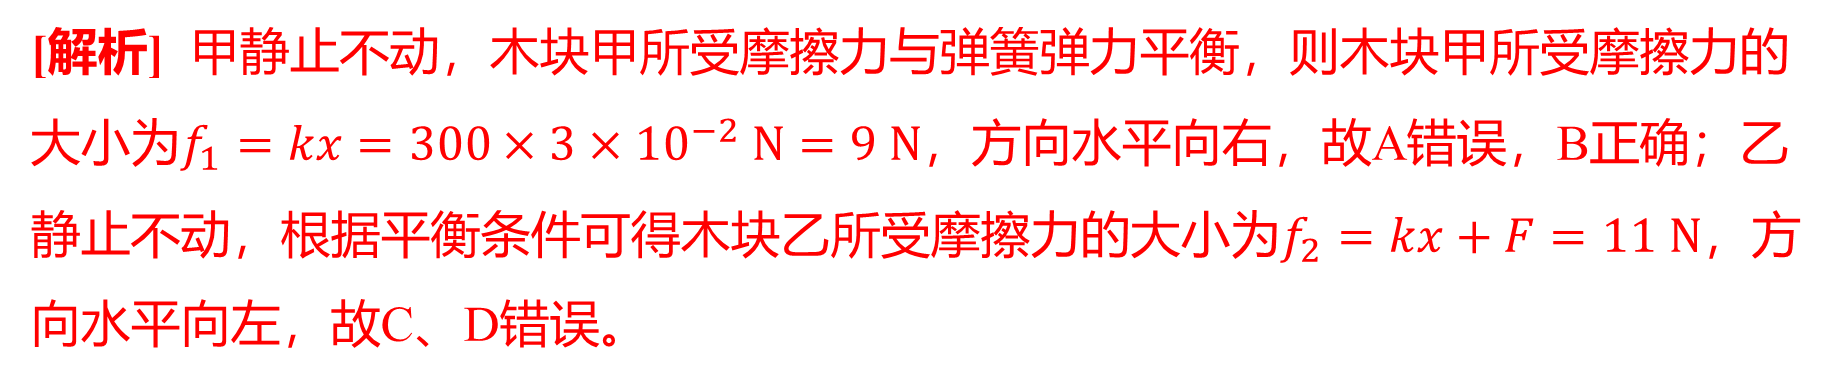 [解析] 甲静止不动，木块甲所受摩擦力与弹簧弹力平衡，则木块甲所受摩擦力的
大小为f₁ = kx = 300 × 3 × 10⁻² N = 9 N，方向水平向右，故A错误，B正确；乙
静止不动，根据平衡条件可得木块乙所受摩擦力的大小为f₂ = kx + F = 11 N，方
向水平向左，故C、D错误。